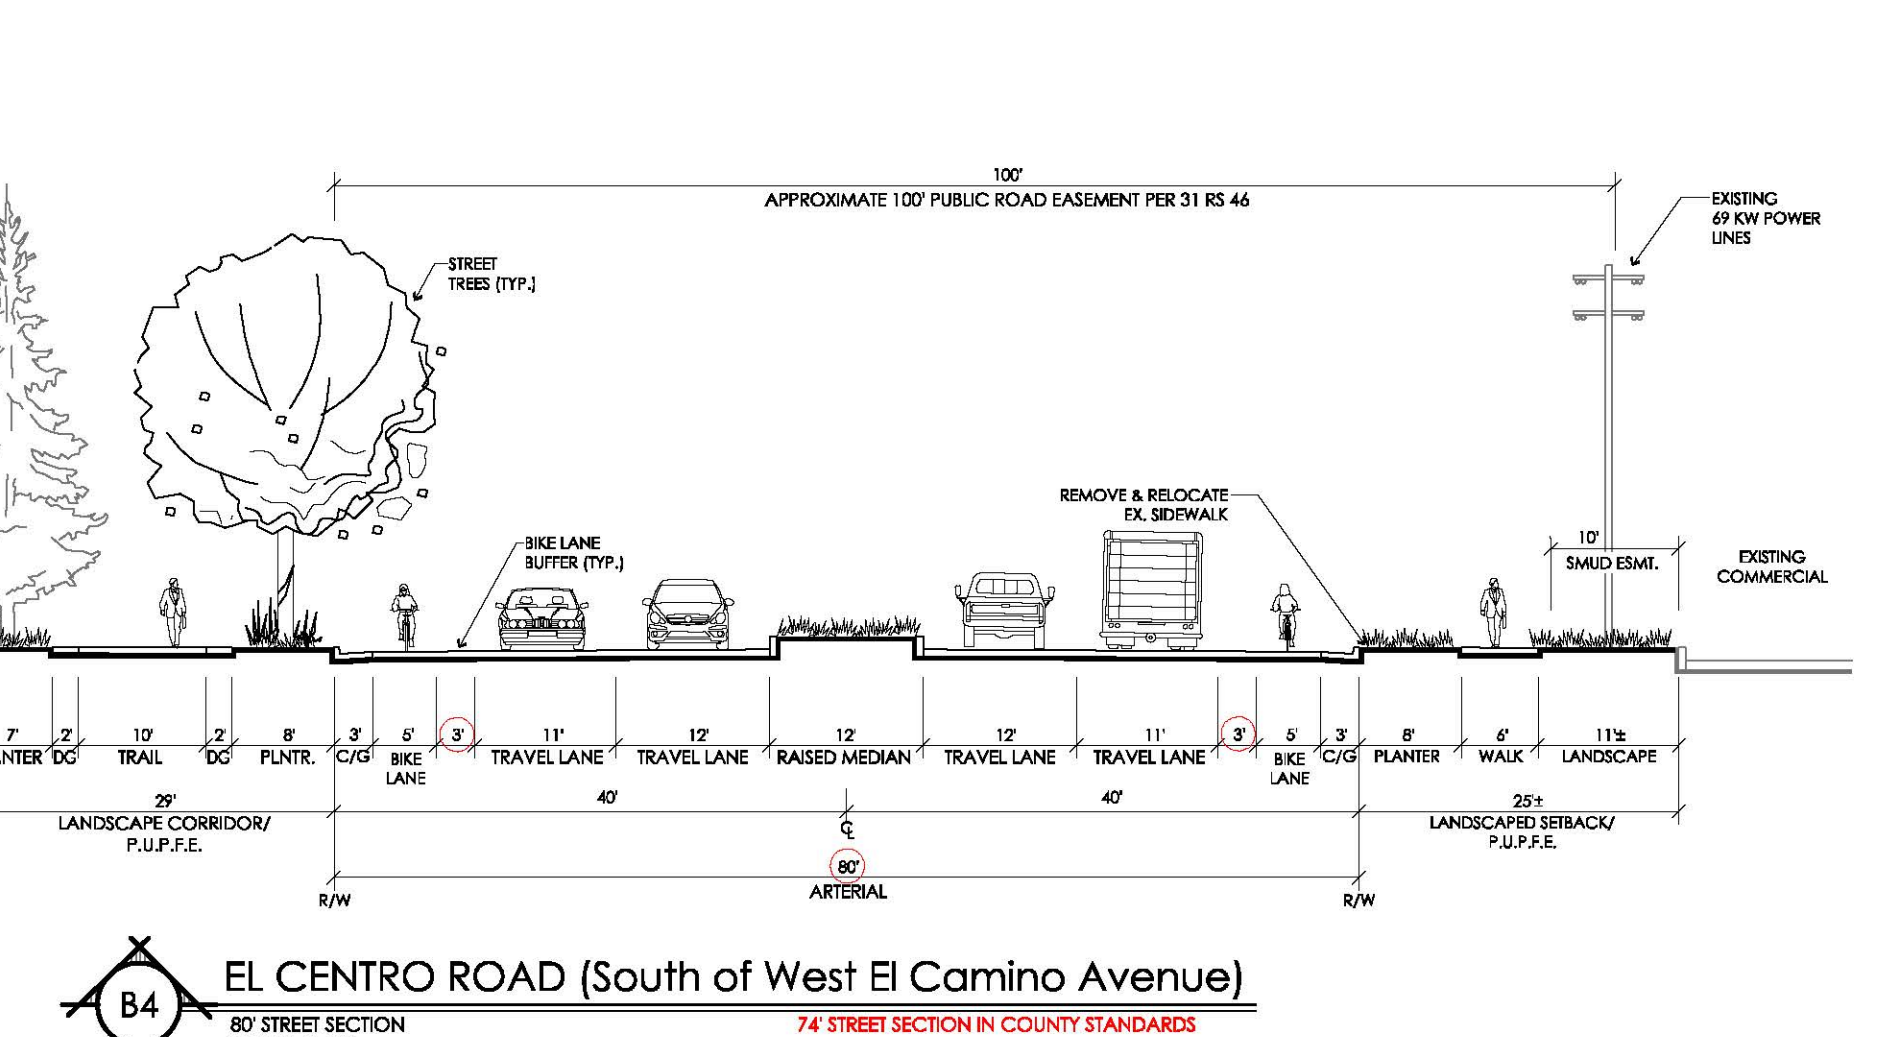 100'
APPROXIMATE 100' PUBLIC ROAD EASEMENT PER 31 RS 46
EXISTING
69 KW POWER
LINES
STREET
TREES (TYP.)
REMOVE & RELOCATE
EX. SIDEWALK
BIKE LANE
BUFFER (TYP.)
10'
SMUD ESMT.
EXISTING
COMMERCIAL
7' 2' 10' 2' 8' 3' 5' 3' 11' 12' 12' 12' 11' 3' 5' 3' 8' 6' 11'±
NTER DG TRAIL DG PLNTR. C/G BIKE TRAVEL LANE TRAVEL LANE RAISED MEDIAN TRAVEL LANE TRAVEL LANE BIKE C/G PLANTER WALK LANDSCAPE
LANE LANE
29' 40' 40' 25'±
LANDSCAPE CORRIDOR/ ℄ LANDSCAPED SETBACK/
P.U.P.F.E. P.U.P.F.E.
80'
ARTERIAL
R/W R/W
B4
EL CENTRO ROAD (South of West El Camino Avenue)
80' STREET SECTION 74' STREET SECTION IN COUNTY STANDARDS